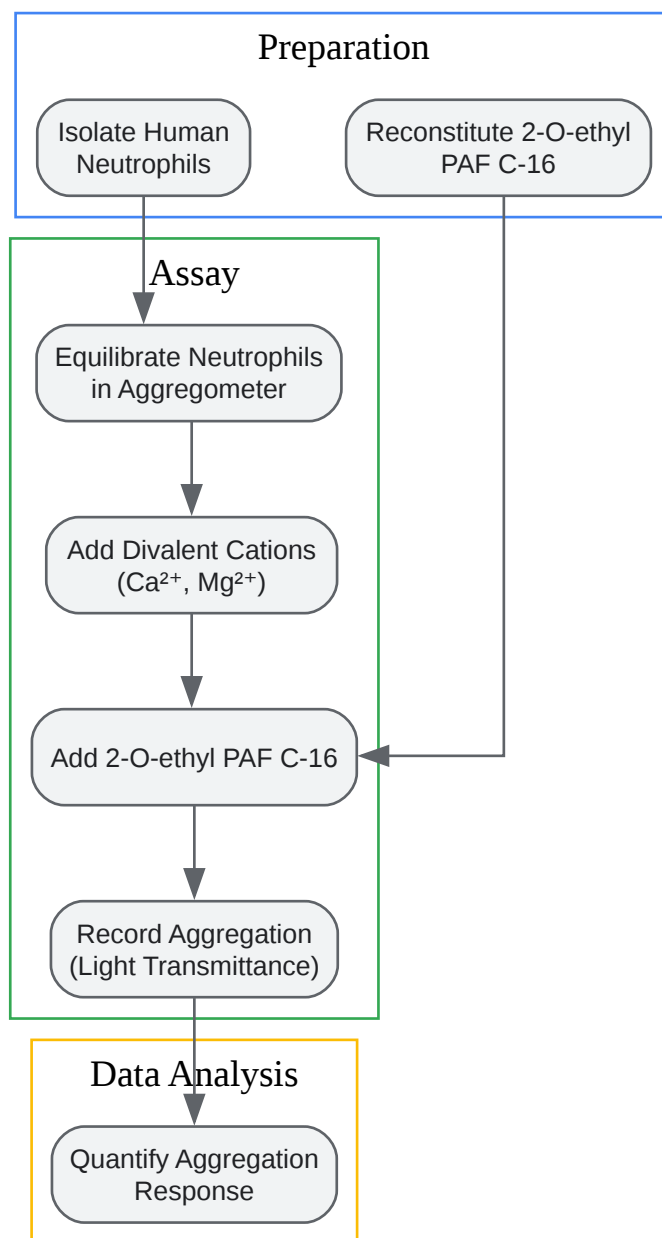 Preparation
Isolate Human
Neutrophils
Reconstitute 2-O-ethyl
PAF C-16
Assay
Equilibrate Neutrophils
in Aggregometer
Add Divalent Cations
(Ca²⁺, Mg²⁺)
Add 2-O-ethyl PAF C-16
Record Aggregation
(Light Transmittance)
Data Analysis
Quantify Aggregation
Response